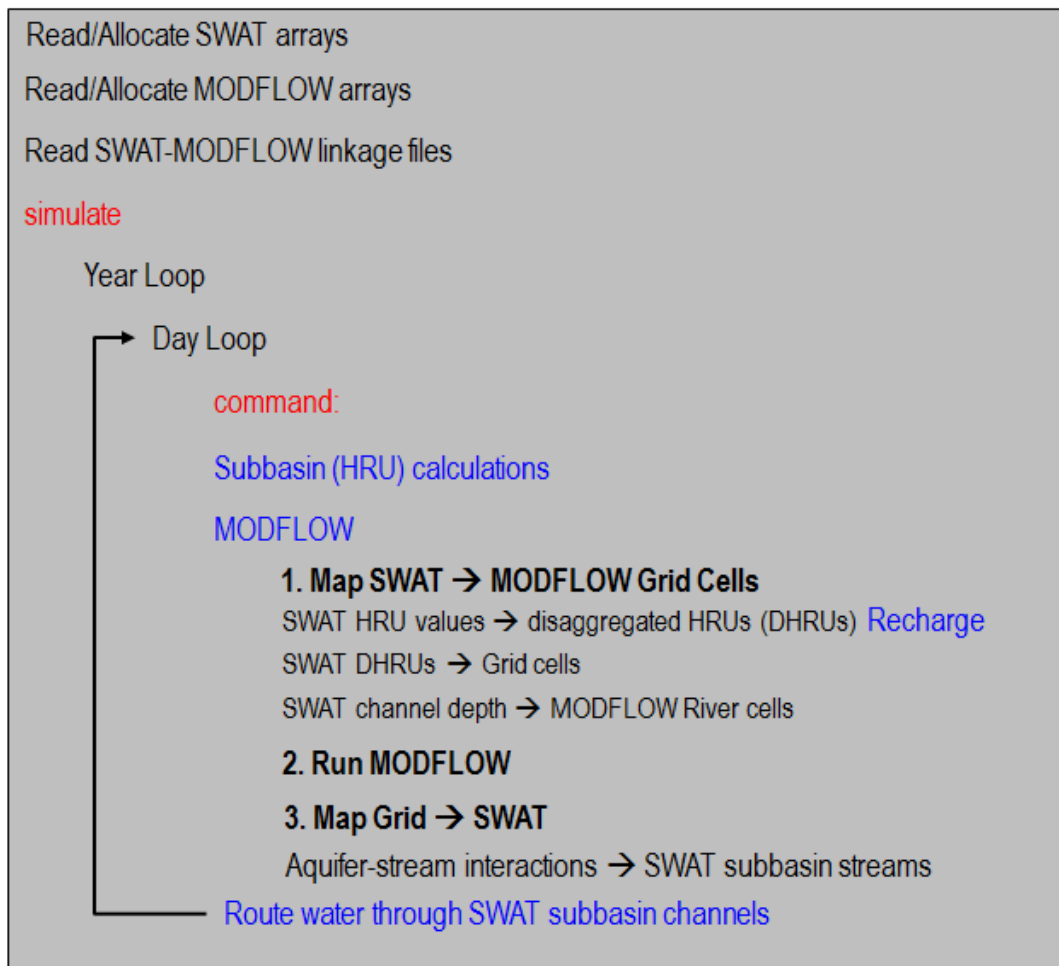 Read/Allocate SWAT arrays
Read/Allocate MODFLOW arrays
Read SWAT-MODFLOW linkage files
simulate
Year Loop
Day Loop
command:
Subbasin (HRU) calculations
MODFLOW
1. Map SWAT → MODFLOW Grid Cells
SWAT HRU values → disaggregated HRUs (DHRUs) Recharge
SWAT DHRUs → Grid cells
SWAT channel depth → MODFLOW River cells
2. Run MODFLOW
3. Map Grid → SWAT
Aquifer-stream interactions → SWAT subbasin streams
Route water through SWAT subbasin channels